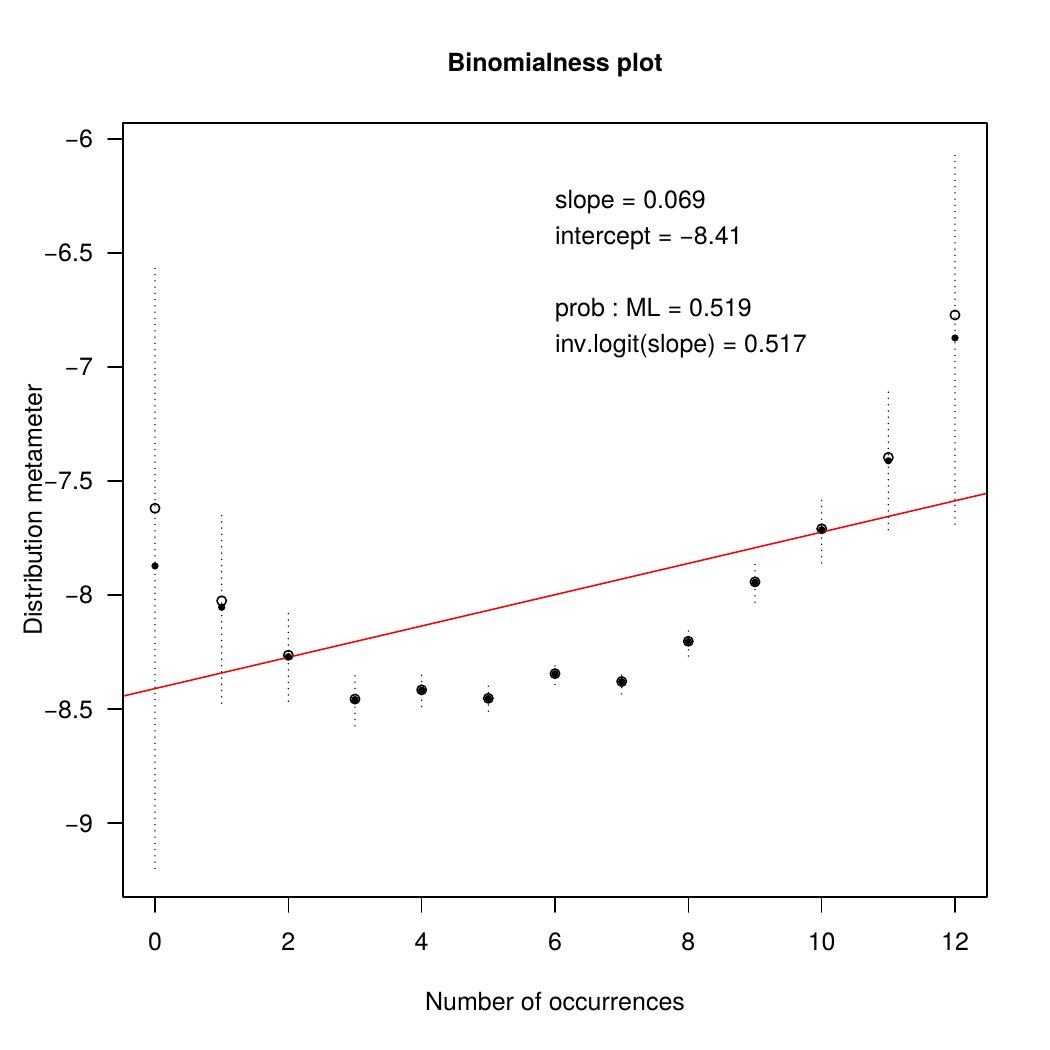 Binomialness plot
slope = 0.069
intercept = −8.41
prob : ML = 0.519
inv.logit(slope) = 0.517
Distribution metameter
−6
−6.5
−7
−7.5
−8
−8.5
−9
0 2 4 6 8 10 12
Number of occurrences